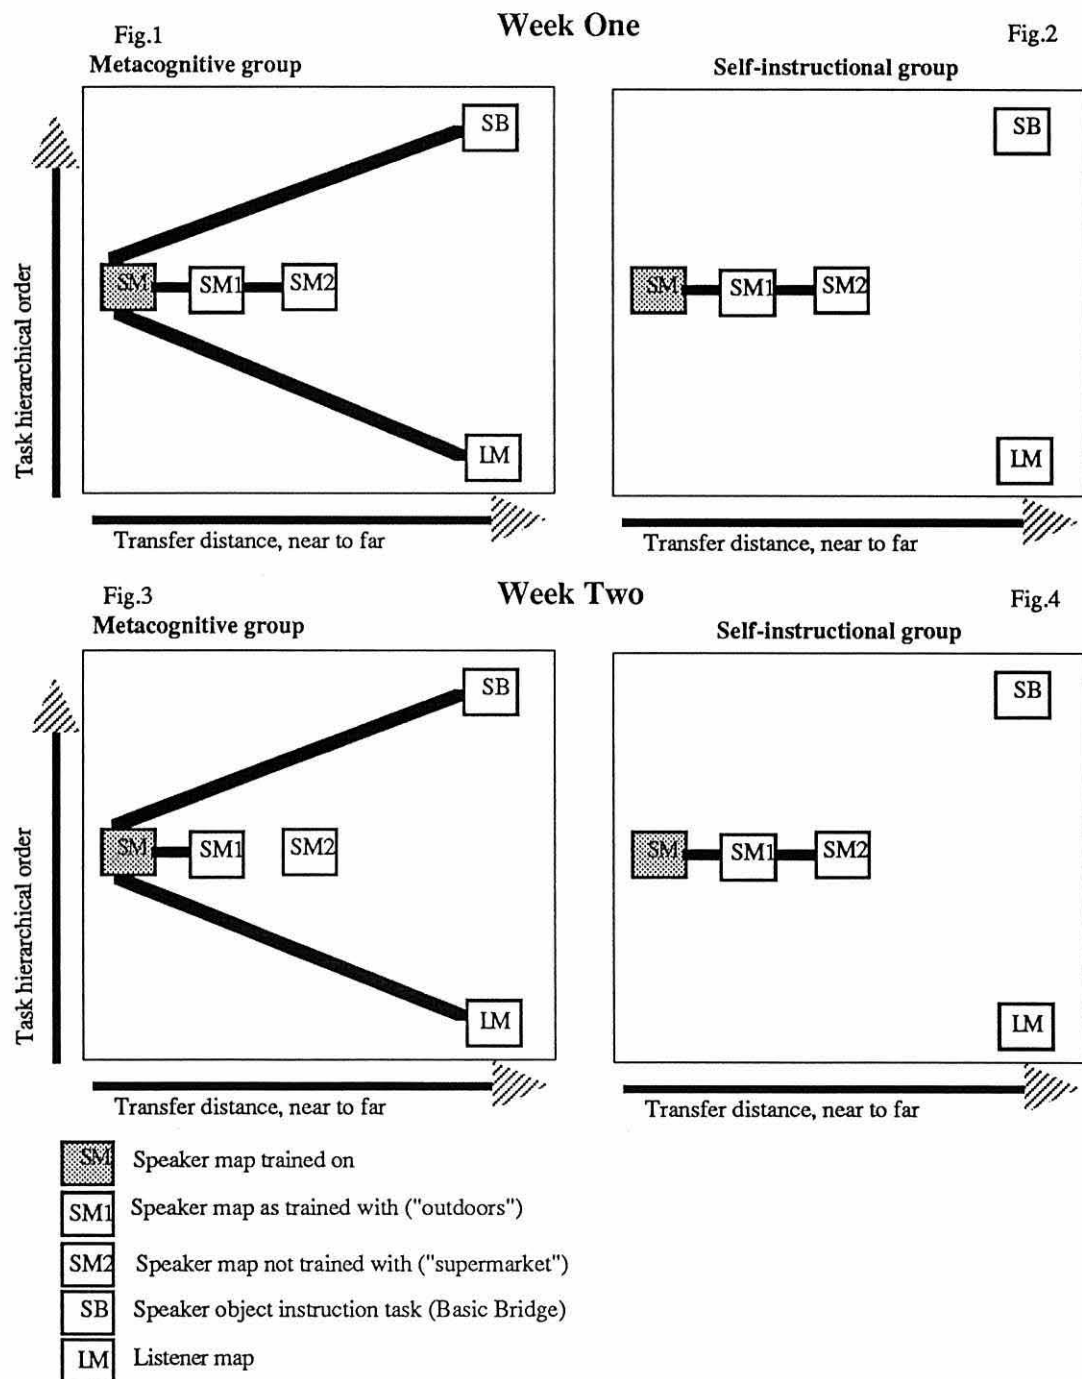 Week One
Fig.1
Fig.2
Metacognitive group
Self-instructional group
SB
SB
SM
SM1
SM2
SM
SM1
SM2
LM
LM
Task hierarchical order
Transfer distance, near to far
Transfer distance, near to far
Week Two
Fig.3
Fig.4
Metacognitive group
Self-instructional group
SB
SB
SM
SM1
SM2
SM
SM1
SM2
LM
LM
Task hierarchical order
Transfer distance, near to far
Transfer distance, near to far
SM Speaker map trained on
SM1 Speaker map as trained with ("outdoors")
SM2 Speaker map not trained with ("supermarket")
SB Speaker object instruction task (Basic Bridge)
LM Listener map